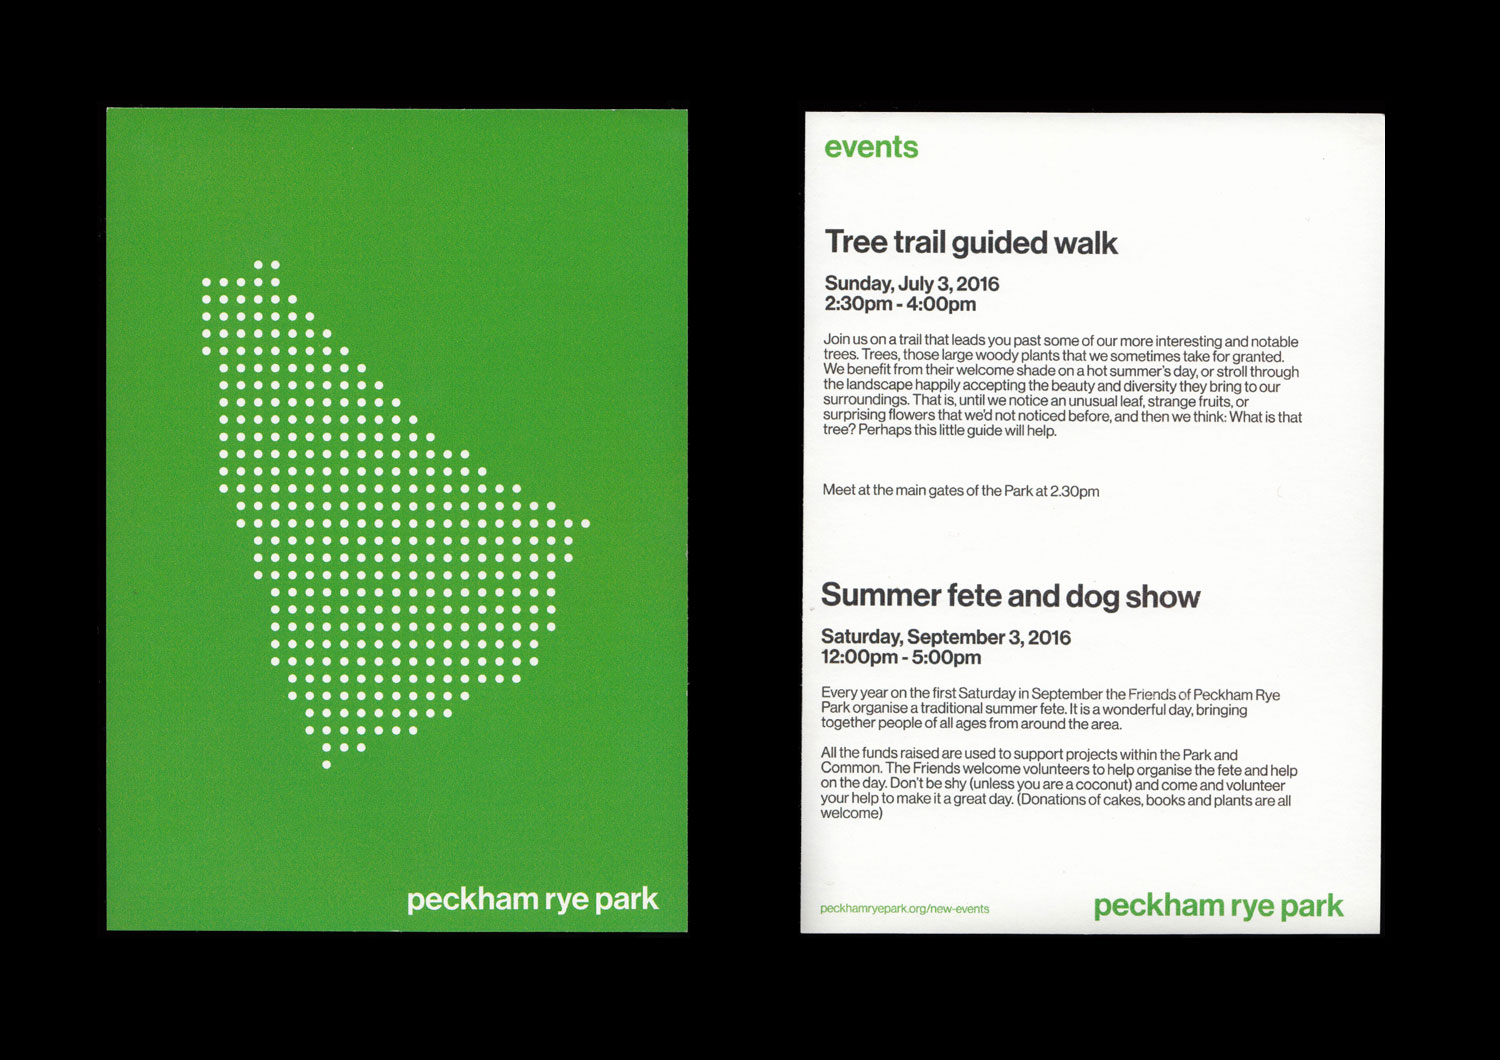 peckham rye park
events
Tree trail guided walk
Sunday, July 3, 2016
2:30pm - 4:00pm
Join us on a trail that leads you past some of our more interesting and notable
trees. Trees, those large woody plants that we sometimes take for granted.
We benefit from their welcome shade on a hot summer's day, or stroll through
the landscape happily accepting the beauty and diversity they bring to our
surroundings. That is, until we notice an unusual leaf, strange fruits, or
surprising flowers that we'd not noticed before, and then we think: What is that
tree? Perhaps this little guide will help.
Meet at the main gates of the Park at 2.30pm
Summer fete and dog show
Saturday, September 3, 2016
12:00pm - 5:00pm
Every year on the first Saturday in September the Friends of Peckham Rye
Park organise a traditional summer fete. It is a wonderful day, bringing
together people of all ages from around the area.
All the funds raised are used to support projects within the Park and
Common. The Friends welcome volunteers to help organise the fete and help
on the day. Don't be shy (unless you are a coconut) and come and volunteer
your help to make it a great day. (Donations of cakes, books and plants are all
welcome)
peckhamryepark.org/new-events
peckham rye park